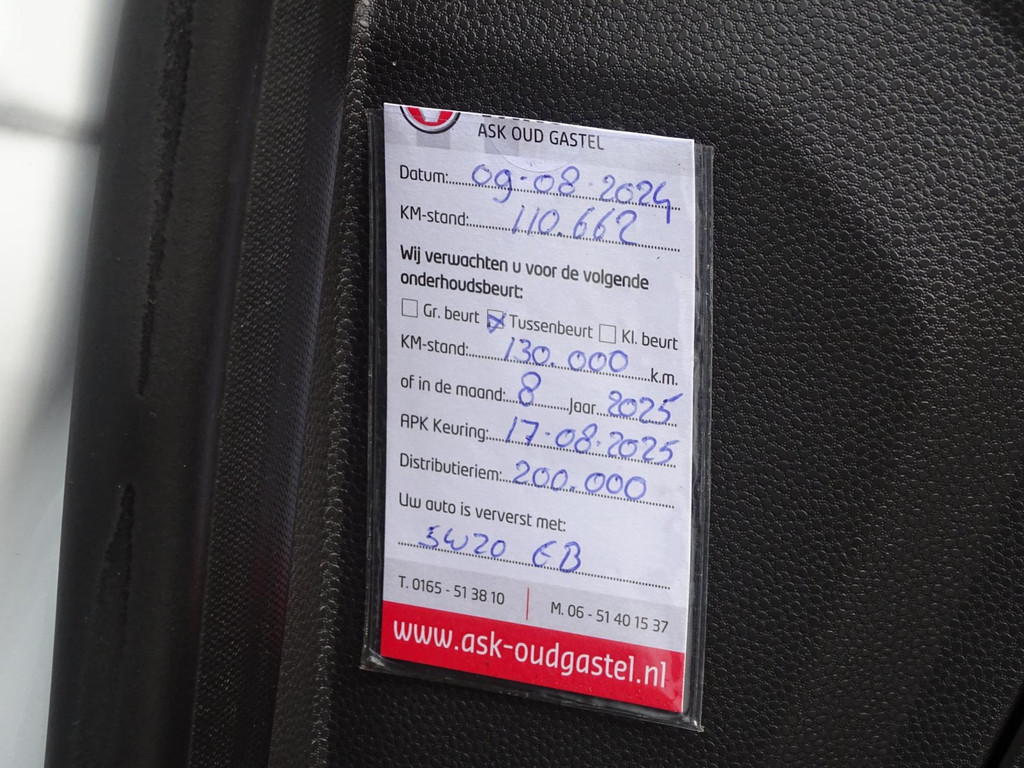 ASK OUD GASTEL
Datum: 09-08-2024
KM-stand: 110.662
Wij verwachten u voor de volgende
onderhoudsbeurt:
Gr. beurt Tussenbeurt Kl. beurt
KM-stand: 130.000 k.m.
of in de maand: 8 Jaar 2025
APK Keuring: 17-08-2025
Distributieriem: 200.000
Uw auto is ververst met:
5W20 EB
T. 0165 - 51 38 10 | M. 06 - 51 40 15 37
www.ask-oudgastel.nl